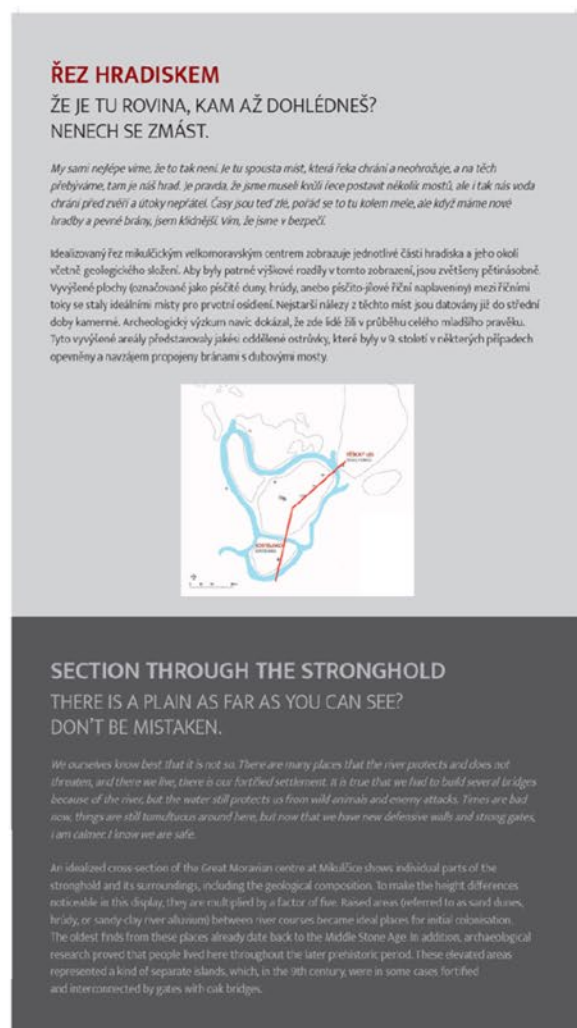 ŘEZ HRADISKEM
ŽE JE TU ROVINA, KAM AŽ DOHLÉDNEŠ?
NENECH SE ZMÁST.
My sami nejlépe víme, že to tak není. Je tu spousta míst, která řeka chrání a neohrožuje, a na těch
přebýváme, tam je náš hrad. Je pravda, že jsme museli kvůli řece postavit několik mostů, ale i tak nás voda
chrání před zvěří a útoky nepřátel. Časy jsou teď zlé, pořád se to tu kolem mele, ale když máme nové
hradby a pevné brány, jsem klidnější. Vím, že jsme v bezpečí.
Idealizovaný řez mikulčickým velkomoravským centrem zobrazuje jednotlivé části hradiska a jeho okolí
včetně geologického složení. Aby byly patrné výškové rozdíly v tomto zobrazení, jsou zvětšeny pětinásobně.
Vyvýšené plochy (označované jako písčité duny, hrúdy, anebo písčito-jílové říční naplaveniny) mezi říčními
toky se staly ideálními místy pro prvotní osídlení. Nejstarší nálezy z těchto míst jsou datovány již do střední
doby kamenné. Archeologický výzkum navíc dokázal, že zde lidé žili v průběhu celého mladšího pravěku.
Tyto vyvýšené areály představovaly jakési oddělené ostrůvky, které byly v 9. století v některých případech
opevněny a navzájem propojeny bránami s dubovými mosty.
SECTION THROUGH THE STRONGHOLD
THERE IS A PLAIN AS FAR AS YOU CAN SEE?
DON'T BE MISTAKEN.
We ourselves know best that it is not so. There are many places that the river protects and does not
threaten, and there we live, there is our fortified settlement. It is true that we had to build several bridges
because of the river, but the water still protects us from wild animals and enemy attacks. Times are bad
now, things are still tumultuous around here, but now that we have new defensive walls and strong gates,
I am calmer. I know we are safe.
An idealized cross-section of the Great Moravian centre at Mikulčice shows individual parts of the
stronghold and its surroundings, including the geological composition. To make the height differences
noticeable in this display, they are multiplied by a factor of five. Raised areas (referred to as sand dunes,
hrúdy, or sandy-clay river alluvium) between river courses became ideal places for initial colonisation.
The oldest finds from these places already date back to the Middle Stone Age. In addition, archaeological
research proved that people lived here throughout the later prehistoric period. These elevated areas
represented a kind of separate islands, which, in the 9th century, were in some cases fortified
and interconnected by gates with oak bridges.